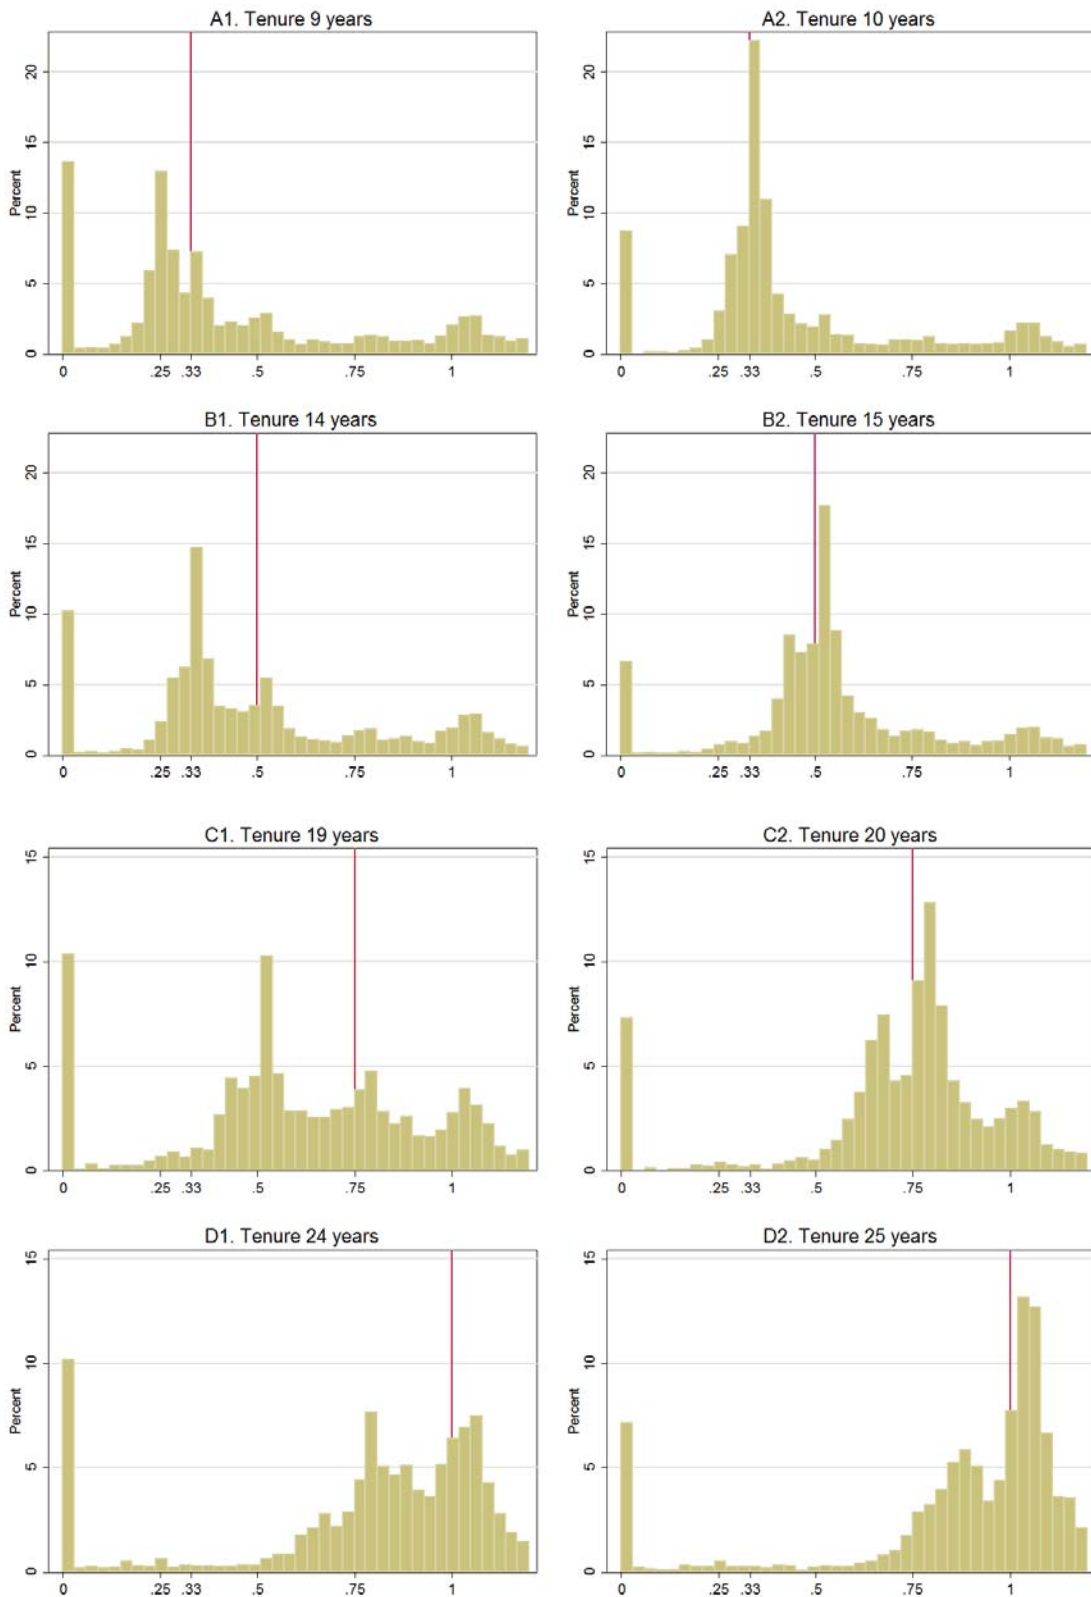 A1. Tenure 9 years
Percent
0 5 10 15 20
0 .25 .33 .5 .75 1
A2. Tenure 10 years
Percent
0 5 10 15 20
0 .25 .33 .5 .75 1
B1. Tenure 14 years
Percent
0 5 10 15 20
0 .25 .33 .5 .75 1
B2. Tenure 15 years
Percent
0 5 10 15 20
0 .25 .33 .5 .75 1
C1. Tenure 19 years
Percent
0 5 10 15
0 .25 .33 .5 .75 1
C2. Tenure 20 years
Percent
0 5 10 15
0 .25 .33 .5 .75 1
D1. Tenure 24 years
Percent
0 5 10 15
0 .25 .33 .5 .75 1
D2. Tenure 25 years
Percent
0 5 10 15
0 .25 .33 .5 .75 1